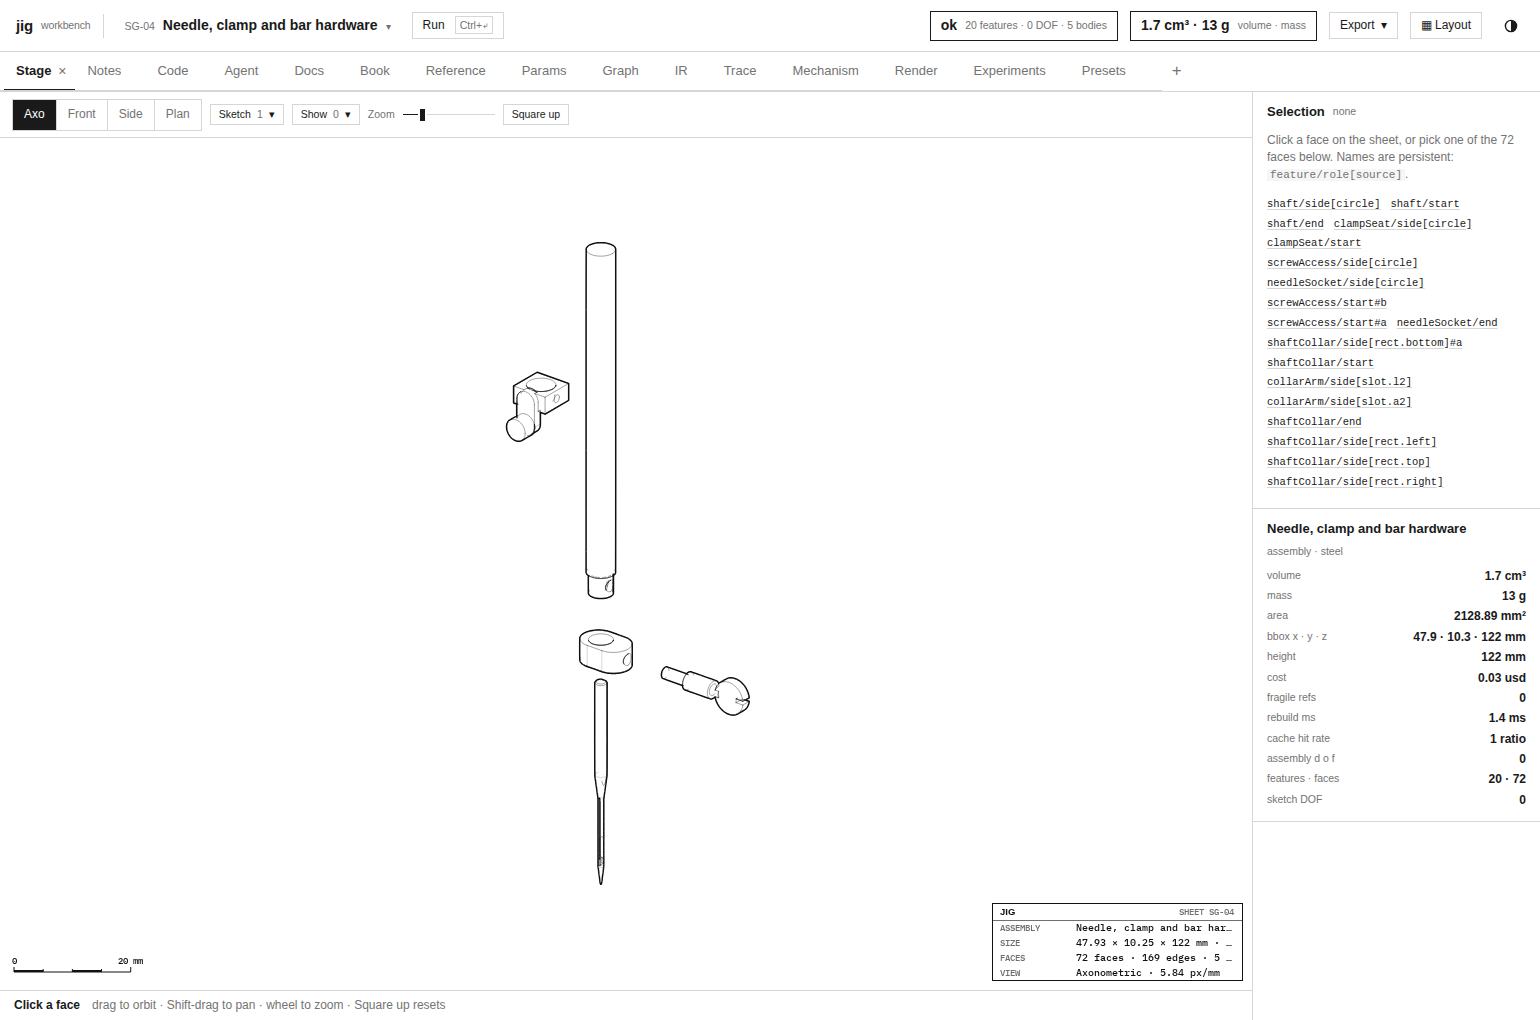 jig workbench SG-04 Needle, clamp and bar hardware ▾ Run Ctrl+⏎ ok 20 features · 0 DOF · 5 bodies 1.7 cm³ · 13 g volume · mass Export ▾ ▦ Layout
Stage × Notes Code Agent Docs Book Reference Params Graph IR Trace Mechanism Render Experiments Presets +
Axo Front Side Plan Sketch 1 ▾ Show 0 ▾ Zoom Square up
Selection none
Click a face on the sheet, or pick one of the 72
faces below. Names are persistent:
feature/role[source].
shaft/side[circle] shaft/start
shaft/end clampSeat/side[circle]
clampSeat/start
screwAccess/side[circle]
needleSocket/side[circle]
screwAccess/start#b
screwAccess/start#a needleSocket/end
shaftCollar/side[rect.bottom]#a
shaftCollar/start
collarArm/side[slot.l2]
collarArm/side[slot.a2]
shaftCollar/end
shaftCollar/side[rect.left]
shaftCollar/side[rect.top]
shaftCollar/side[rect.right]
Needle, clamp and bar hardware
assembly · steel
volume 1.7 cm³
mass 13 g
area 2128.89 mm²
bbox x · y · z 47.9 · 10.3 · 122 mm
height 122 mm
cost 0.03 usd
fragile refs 0
rebuild ms 1.4 ms
cache hit rate 1 ratio
assembly d o f 0
features · faces 20 · 72
sketch DOF 0
JIG SHEET SG-04
ASSEMBLY Needle, clamp and bar har…
SIZE 47.93 × 10.25 × 122 mm · …
FACES 72 faces · 169 edges · 5 …
VIEW Axonometric · 5.84 px/mm
0 20 mm
Click a face drag to orbit · Shift-drag to pan · wheel to zoom · Square up resets